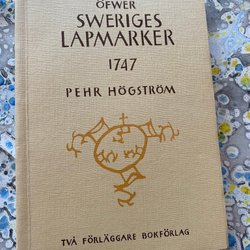 ÖFWER
SWERIGES
LAPMARKER
1747
PEHR HÖGSTRÖM
TVÅ FÖRLÄGGARE BOKFÖRLAG